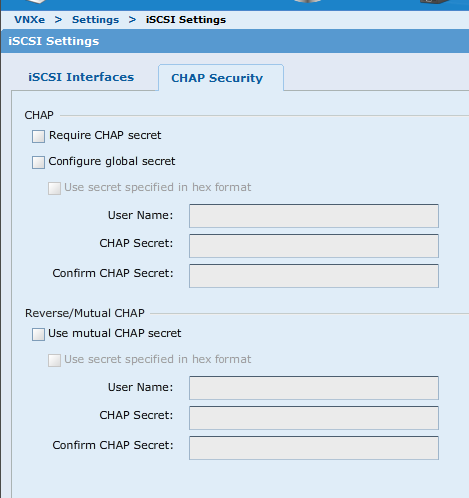 VNXe > Settings > iSCSI Settings
iSCSI Settings
iSCSI Interfaces CHAP Security
CHAP
Require CHAP secret
Configure global secret
Use secret specified in hex format
User Name:
CHAP Secret:
Confirm CHAP Secret:
Reverse/Mutual CHAP
Use mutual CHAP secret
Use secret specified in hex format
User Name:
CHAP Secret:
Confirm CHAP Secret: